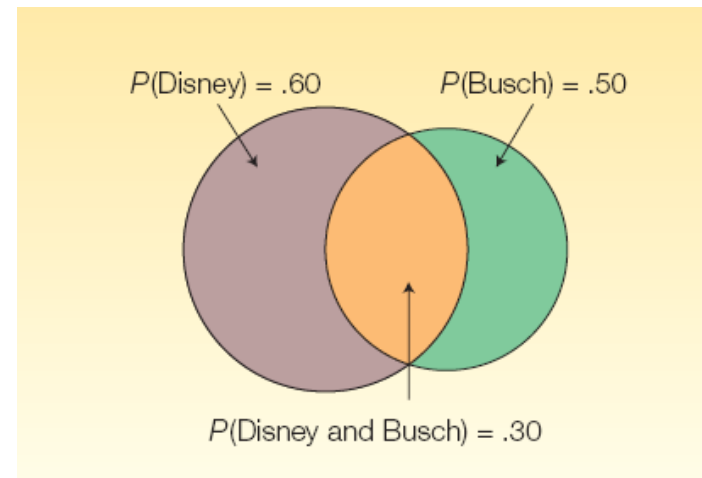 P(Disney) = .60
P(Busch) = .50
P(Disney and Busch) = .30